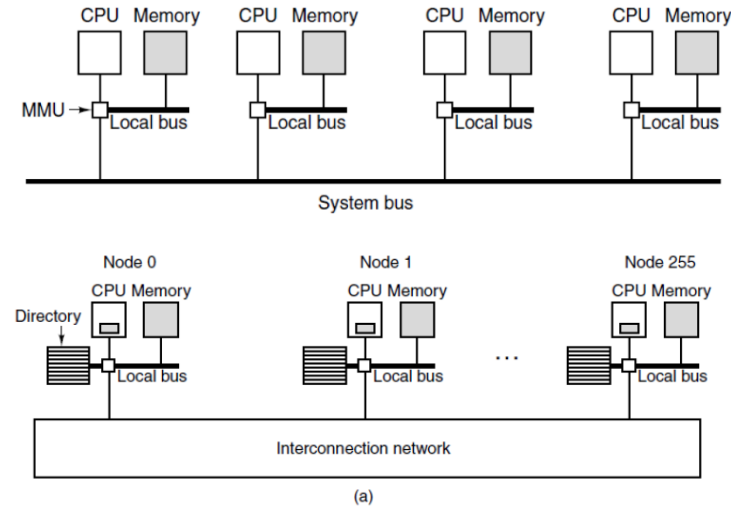 CPU Memory CPU Memory CPU Memory CPU Memory
MMU
Local bus Local bus Local bus Local bus
System bus
Node 0 Node 1 Node 255
CPU Memory CPU Memory CPU Memory
Directory
...
Local bus Local bus Local bus
Interconnection network
(a)